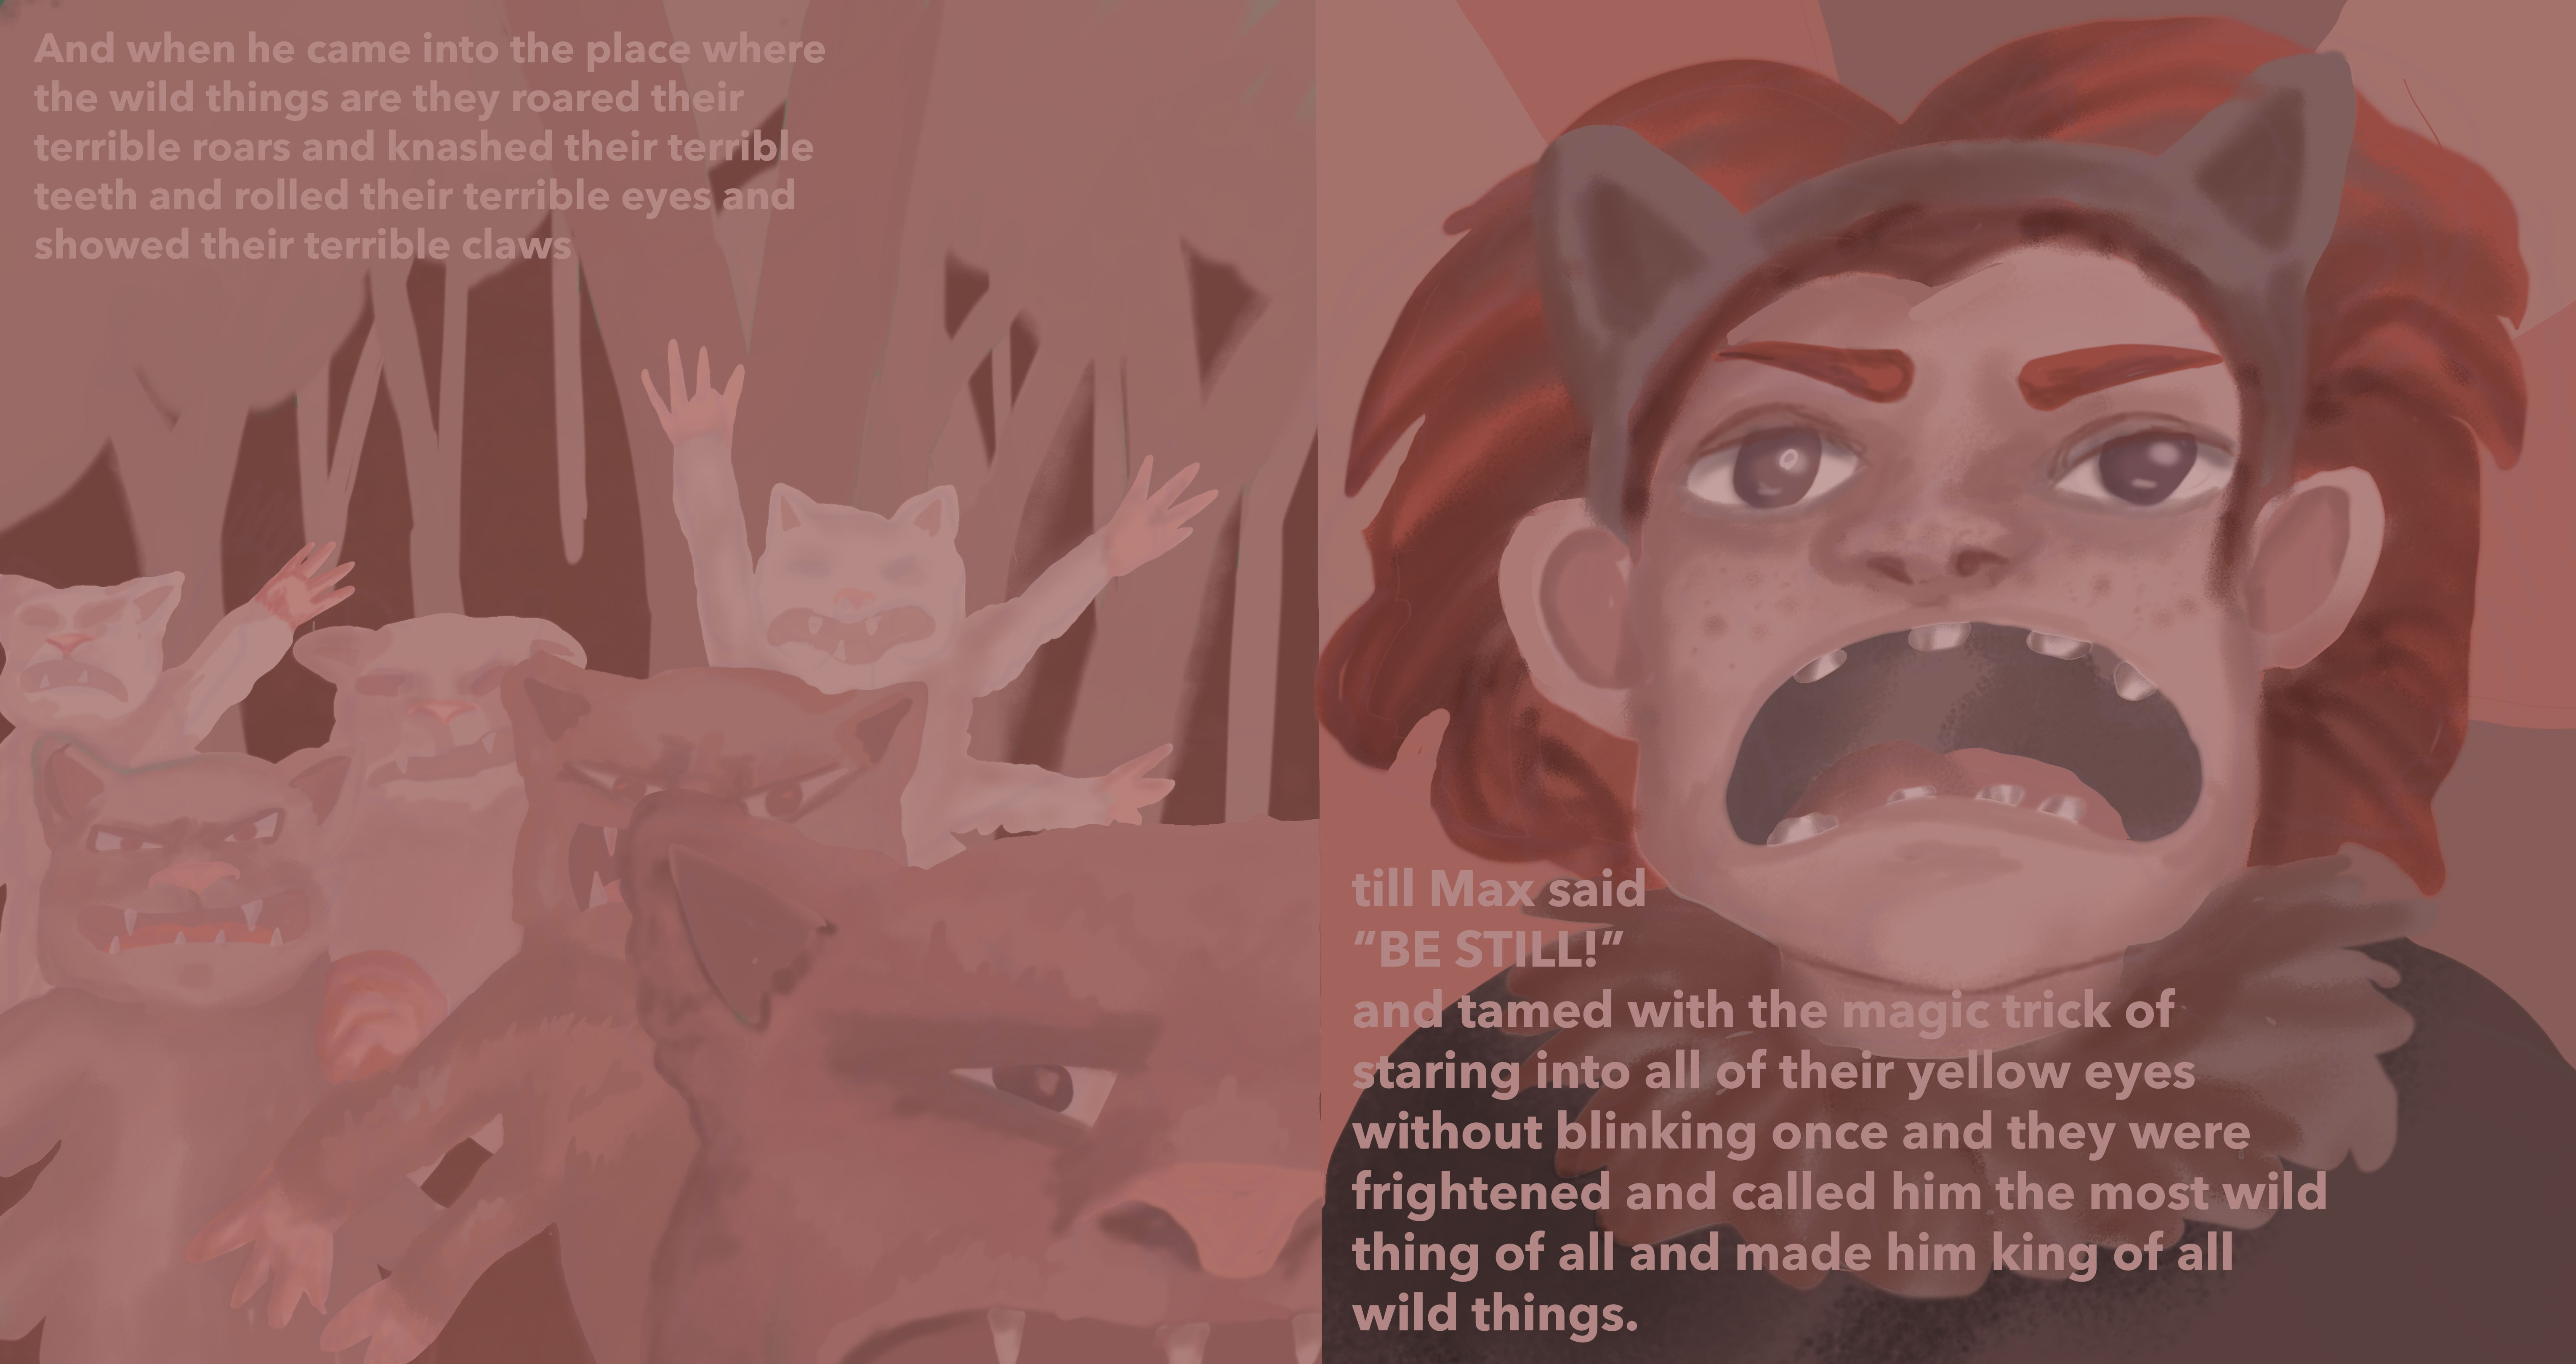 And when he came into the place where
the wild things are they roared their
terrible roars and knashed their terrible
teeth and rolled their terrible eyes and
showed their terrible claws
till Max said
“BE STILL!”
and tamed with the magic trick of
staring into all of their yellow eyes
without blinking once and they were
frightened and called him the most wild
thing of all and made him king of all
wild things.